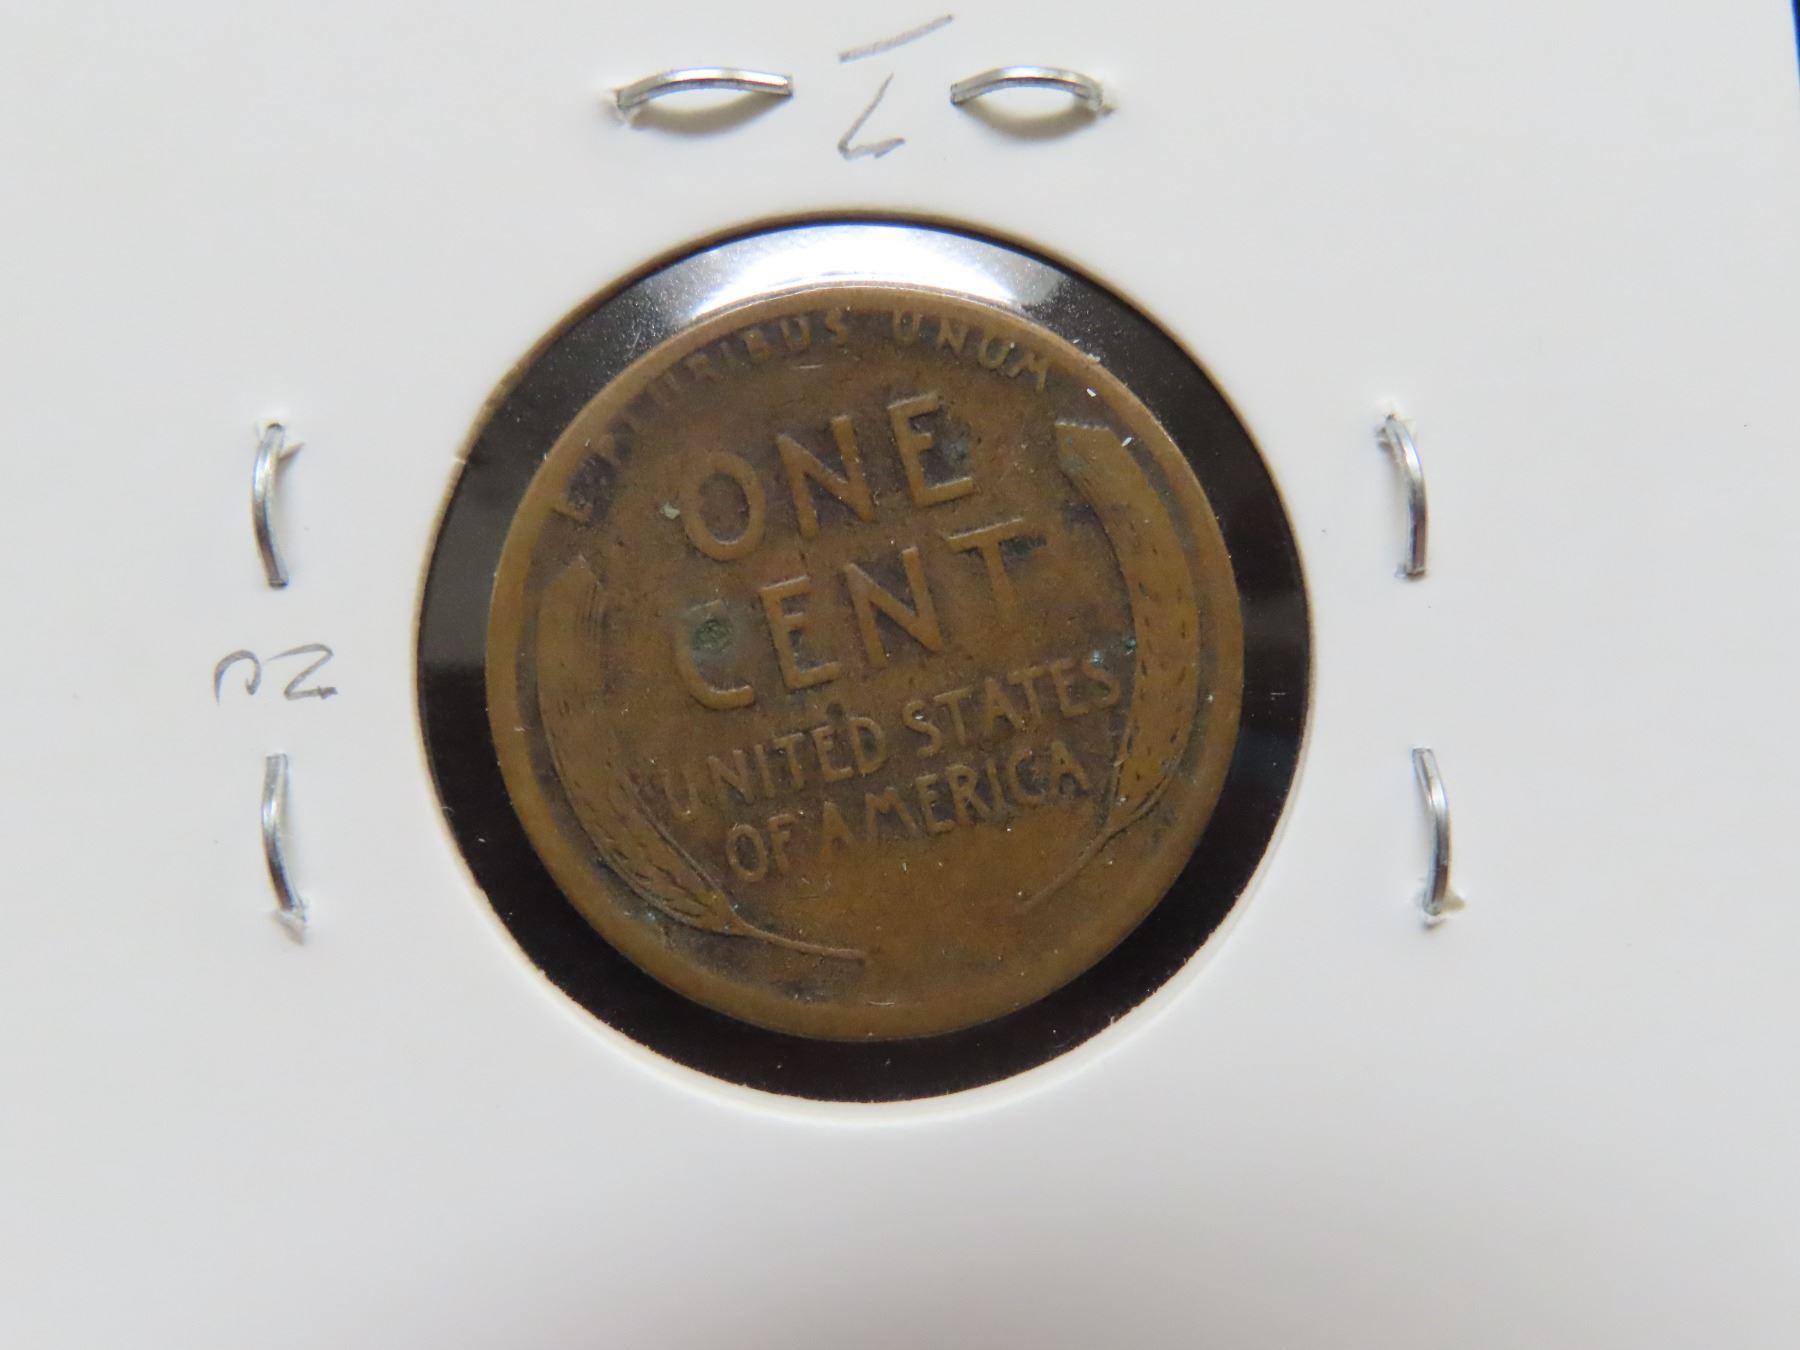 E · PLURIBUS UNUM
ONE
CENT
UNITED STATES
OF AMERICA